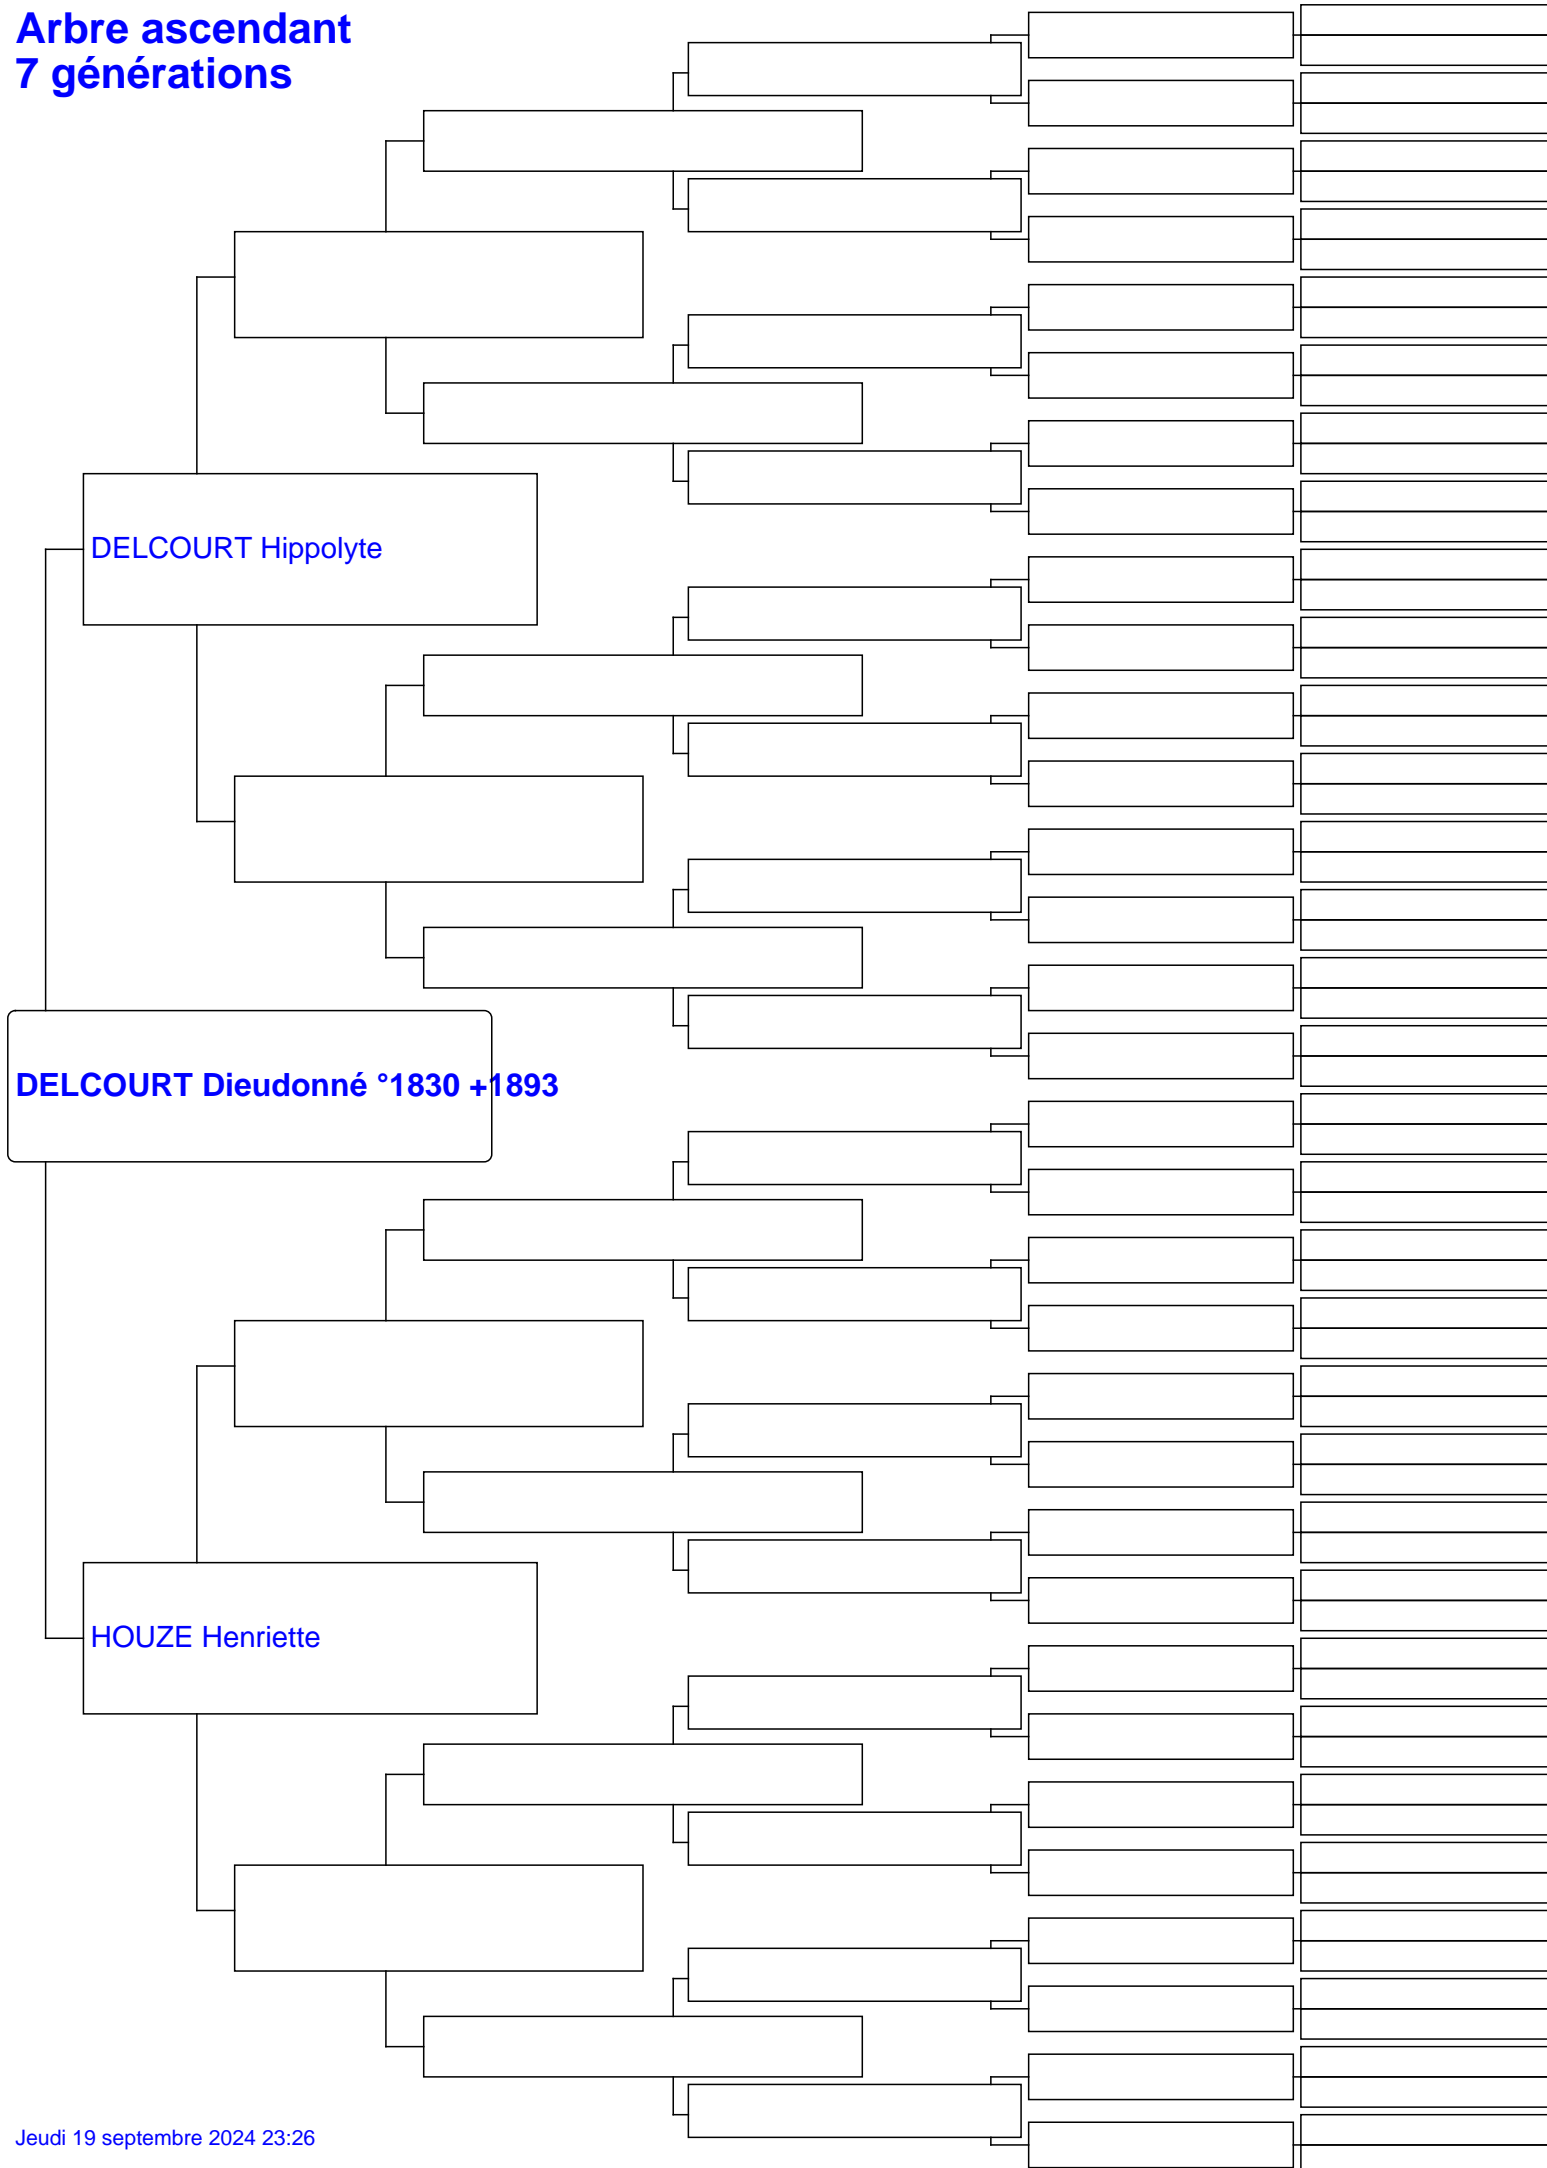 Arbre ascendant
7 générations
DELCOURT Hippolyte
DELCOURT Dieudonné °1830 +1893
HOUZE Henriette
Jeudi 19 septembre 2024 23:26